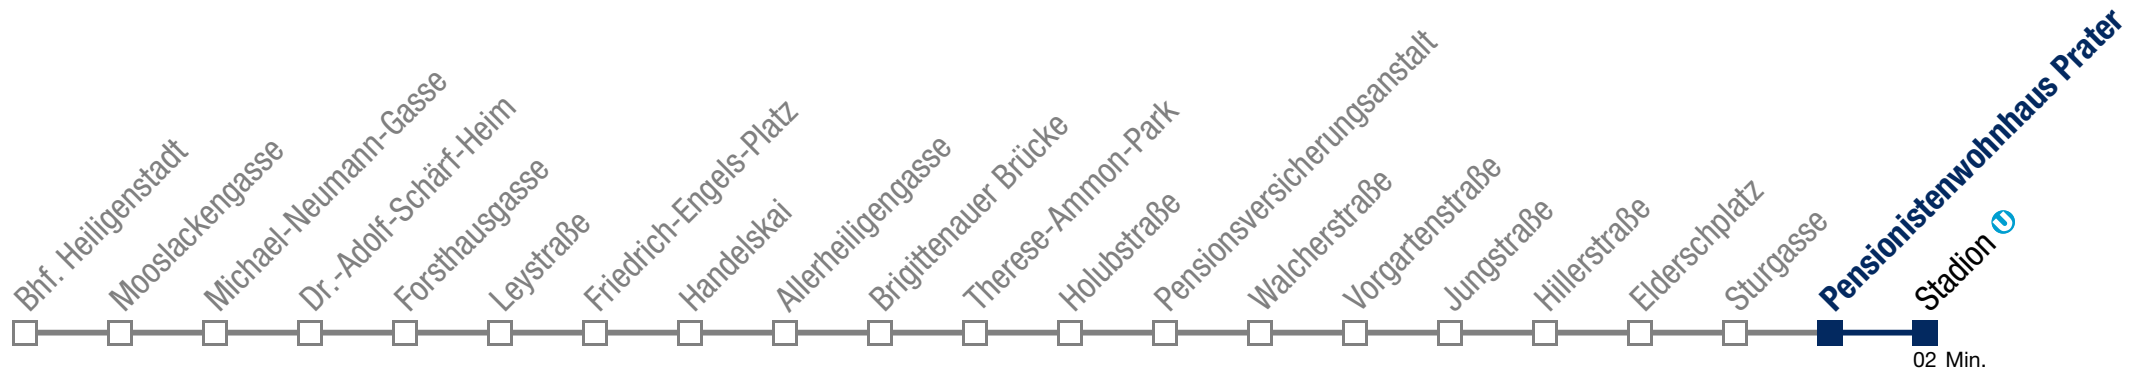 Bhf. Heiligenstadt
Mooslackengasse
Michael-Neumann-Gasse
Dr.-Adolf-Schärf-Heim
Forsthausgasse
Leystraße
Friedrich-Engels-Platz
Handelskai
Allerheiligengasse
Brigittenauer Brücke
Therese-Ammon-Park
Holubstraße
Pensionsversicherungsanstalt
Walcherstraße
Vorgartenstraße
Jungstraße
Hillerstraße
Elderschplatz
Sturgasse
Pensionistenwohnhaus Prater
Stadion U
02 Min.